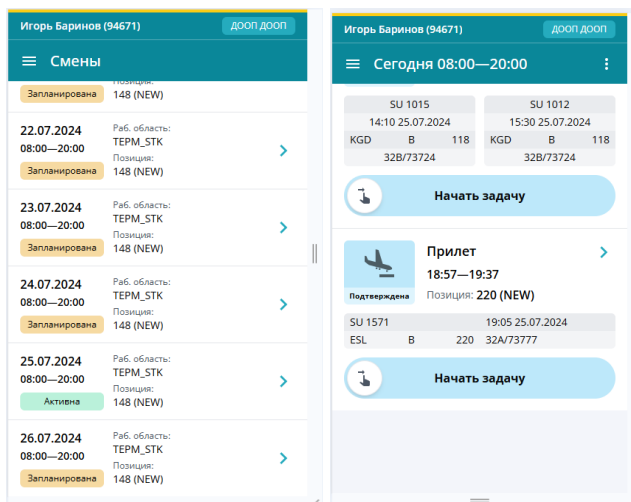 Игорь Баринов (94671)
ДООП ДООП
Смены
Позиция:
Запланирована
148 (NEW)
22.07.2024
08:00—20:00
Запланирована
Раб. область:
TEPM_STK
Позиция:
148 (NEW)
23.07.2024
08:00—20:00
Запланирована
Раб. область:
TEPM_STK
Позиция:
148 (NEW)
24.07.2024
08:00—20:00
Запланирована
Раб. область:
TEPM_STK
Позиция:
148 (NEW)
25.07.2024
08:00—20:00
Активна
Раб. область:
TEPM_STK
Позиция:
148 (NEW)
26.07.2024
08:00—20:00
Запланирована
Раб. область:
TEPM_STK
Позиция:
148 (NEW)
Игорь Баринов (94671)
ДООП ДООП
Сегодня 08:00—20:00
SU 1015
14:10 25.07.2024
KGD B 118
32B/73724
SU 1012
15:30 25.07.2024
KGD B 118
32B/73724
Начать задачу
Прилет
18:57—19:37
Подтверждена
Позиция: 220 (NEW)
SU 1571 19:05 25.07.2024
ESL B 220 32A/73777
Начать задачу